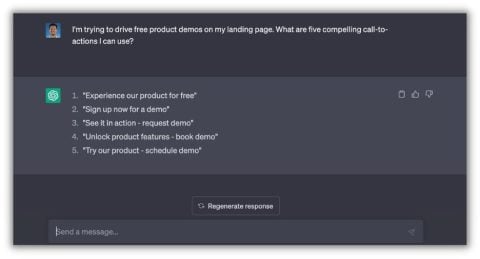 I'm trying to drive free product demos on my landing page. What are five compelling call-to-
actions I can use?
1. "Experience our product for free"
2. "Sign up now for a demo"
3. "See it in action - request demo"
4. "Unlock product features - book demo"
5. "Try our product - schedule demo"
Regenerate response
Send a message...